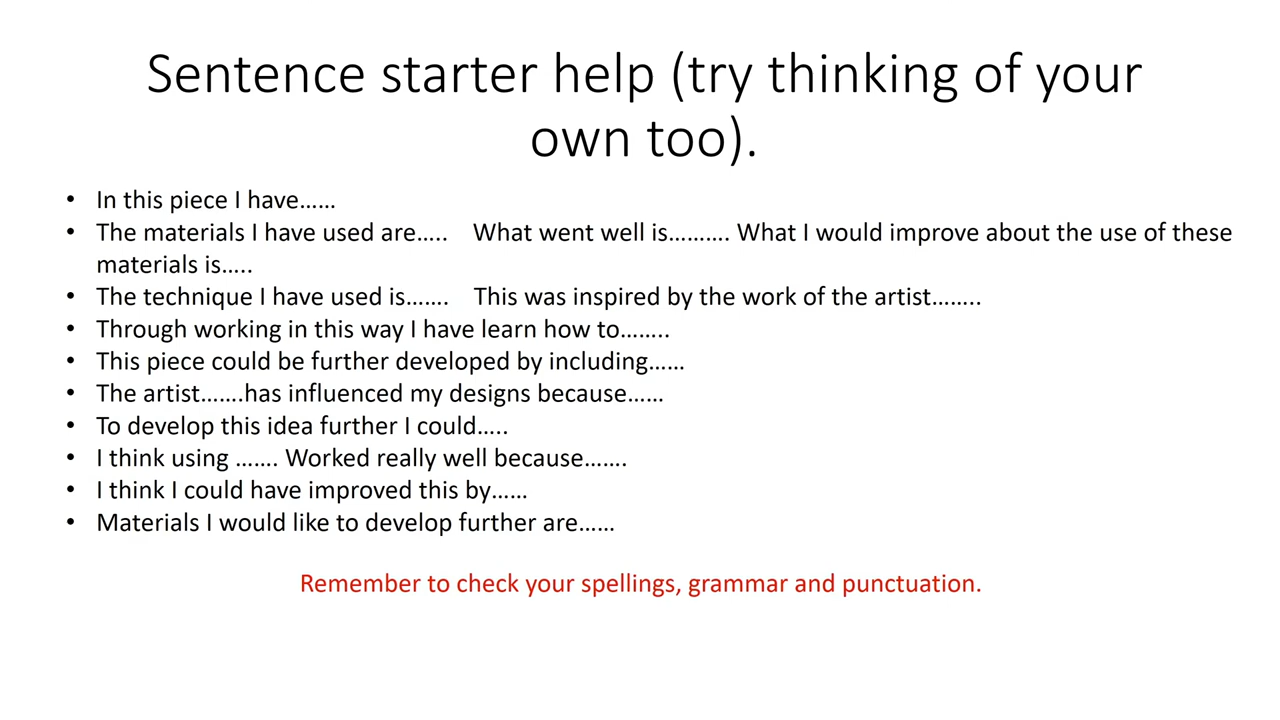 Sentence starter help (try thinking of your
own too).
• In this piece I have……
• The materials I have used are….. What went well is………. What I would improve about the use of these
materials is…..
• The technique I have used is……. This was inspired by the work of the artist……..
• Through working in this way I have learn how to……..
• This piece could be further developed by including……
• The artist…….has influenced my designs because……
• To develop this idea further I could…..
• I think using ……. Worked really well because…….
• I think I could have improved this by……
• Materials I would like to develop further are……
Remember to check your spellings, grammar and punctuation.